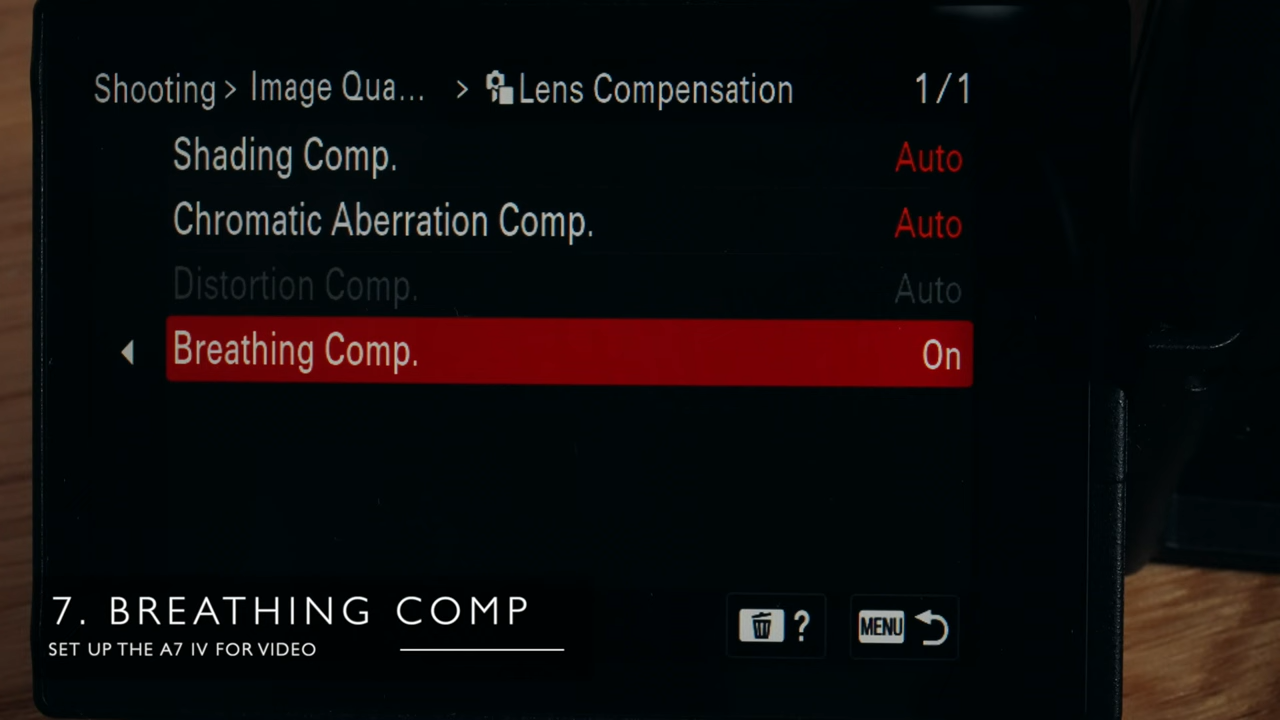 Shooting > Image Qua... > Lens Compensation 1/1
Shading Comp. Auto
Chromatic Aberration Comp. Auto
Distortion Comp. Auto
Breathing Comp. On
7. BREATHING COMP
SET UP THE A7 IV FOR VIDEO
? MENU